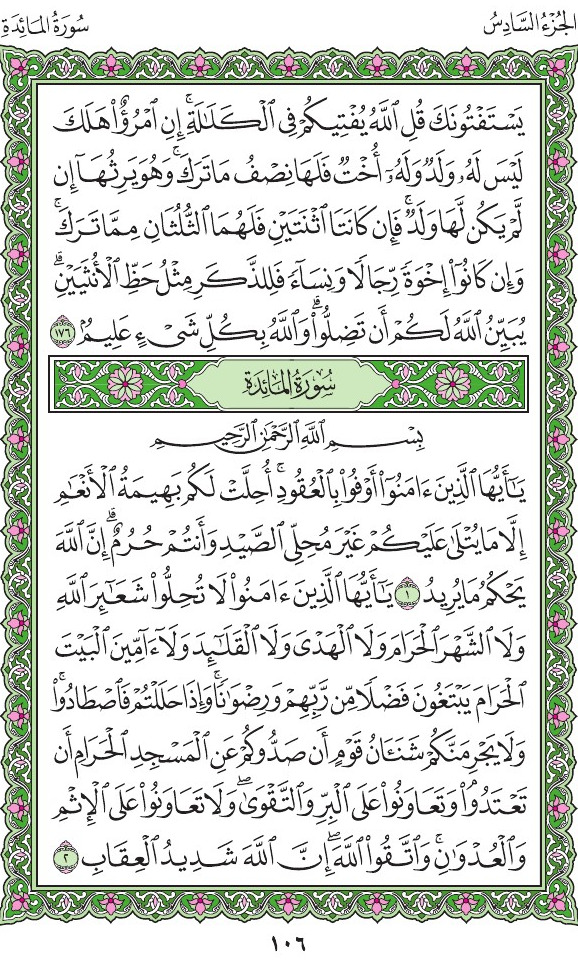 الجُزْءُ السَّادِسُ
سُورَةُ المَائِدَةِ
يَسْتَفْتُونَكَ قُلِ ٱللَّهُ يُفْتِيكُمْ فِي ٱلْكَلَٰلَةِۚ إِنِ ٱمْرُؤٌاْ هَلَكَ
لَيْسَ لَهُۥ وَلَدٞ وَلَهُۥٓ أُخْتٞ فَلَهَا نِصْفُ مَا تَرَكَۚ وَهُوَ يَرِثُهَآ إِن
لَّمْ يَكُن لَّهَا وَلَدٞۚ فَإِن كَانَتَا ٱثْنَتَيْنِ فَلَهُمَا ٱلثُّلُثَانِ مِمَّا تَرَكَۚ
وَإِن كَانُوٓاْ إِخْوَةٗ رِّجَالٗا وَنِسَآءٗ فَلِلذَّكَرِ مِثْلُ حَظِّ ٱلْأُنثَيَيْنِۗ
يُبَيِّنُ ٱللَّهُ لَكُمْ أَن تَضِلُّواْۗ وَٱللَّهُ بِكُلِّ شَيْءٍ عَلِيمُۢ ١٧٦
سُورَةُ المَائِدَةِ
بِسْمِ ٱللَّهِ ٱلرَّحْمَٰنِ ٱلرَّحِيمِ
يَٰٓأَيُّهَا ٱلَّذِينَ ءَامَنُوٓاْ أَوْفُواْ بِٱلْعُقُودِۚ أُحِلَّتْ لَكُم بَهِيمَةُ ٱلْأَنْعَٰمِ
إِلَّا مَا يُتْلَىٰ عَلَيْكُمْ غَيْرَ مُحِلِّي ٱلصَّيْدِ وَأَنتُمْ حُرُمٌۗ إِنَّ ٱللَّهَ
يَحْكُمُ مَا يُرِيدُ ١ يَٰٓأَيُّهَا ٱلَّذِينَ ءَامَنُواْ لَا تُحِلُّواْ شَعَٰٓئِرَ ٱللَّهِ
وَلَا ٱلشَّهْرَ ٱلْحَرَامَ وَلَا ٱلْهَدْيَ وَلَا ٱلْقَلَٰٓئِدَ وَلَآ ءَآمِّينَ ٱلْبَيْتَ
ٱلْحَرَامَ يَبْتَغُونَ فَضْلٗا مِّن رَّبِّهِمْ وَرِضْوَٰنٗاۚ وَإِذَا حَلَلْتُمْ فَٱصْطَادُواْۚ
وَلَا يَجْرِمَنَّكُمْ شَنَـَٔانُ قَوْمٍ أَن صَدُّوكُمْ عَنِ ٱلْمَسْجِدِ ٱلْحَرَامِ أَن
تَعْتَدُواْۘ وَتَعَاوَنُواْ عَلَى ٱلْبِرِّ وَٱلتَّقْوَىٰۖ وَلَا تَعَاوَنُواْ عَلَى ٱلْإِثْمِ
وَٱلْعُدْوَٰنِۚ وَٱتَّقُواْ ٱللَّهَۖ إِنَّ ٱللَّهَ شَدِيدُ ٱلْعِقَابِ ٢
١٠٦